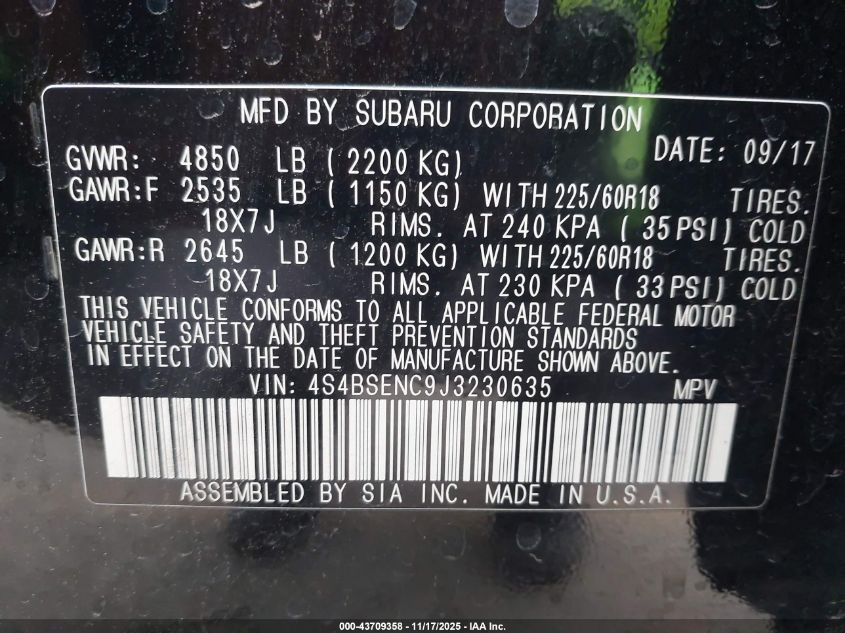 MFD BY SUBARU CORPORATION
DATE: 09/17
GVWR: 4850 LB ( 2200 KG)
GAWR:F 2535 LB ( 1150 KG) WITH 225/60R18 TIRES.
18X7J RIMS. AT 240 KPA ( 35 PSI) COLD
GAWR:R 2645 LB ( 1200 KG) WITH 225/60R18 TIRES.
18X7J RIMS. AT 230 KPA ( 33 PSI) COLD
THIS VEHICLE CONFORMS TO ALL APPLICABLE FEDERAL MOTOR
VEHICLE SAFETY AND THEFT PREVENTION STANDARDS
IN EFFECT ON THE DATE OF MANUFACTURE SHOWN ABOVE.
VIN: 4S4BSENC9J3230635 MPV
ASSEMBLED BY SIA INC. MADE IN U.S.A.
000-43709358 - 11/17/2025 - IAA Inc.